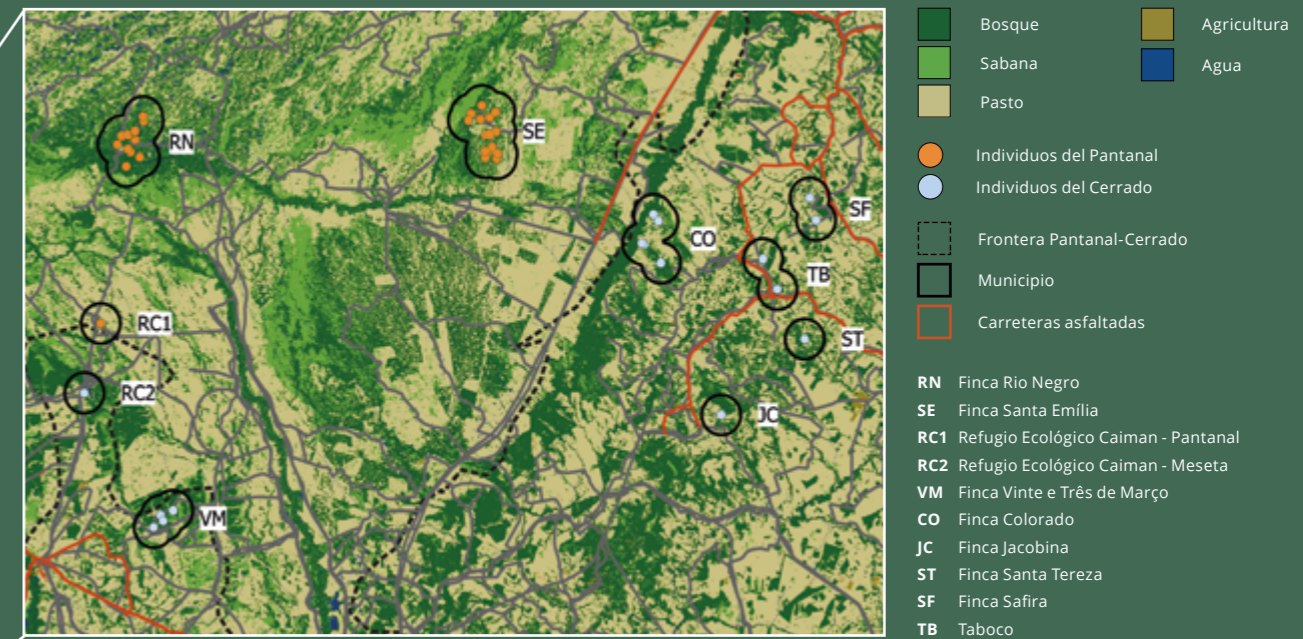 RN
SE
SF
CO
TB
RC1
ST
RC2
JC
VM
Bosque
Agricultura
Sabana
Agua
Pasto
Individuos del Pantanal
Individuos del Cerrado
Frontera Pantanal-Cerrado
Municipio
Carreteras asfaltadas
RN Finca Rio Negro
SE Finca Santa Emília
RC1 Refugio Ecológico Caiman - Pantanal
RC2 Refugio Ecológico Caiman - Meseta
VM Finca Vinte e Três de Março
CO Finca Colorado
JC Finca Jacobina
ST Finca Santa Tereza
SF Finca Safira
TB Taboco